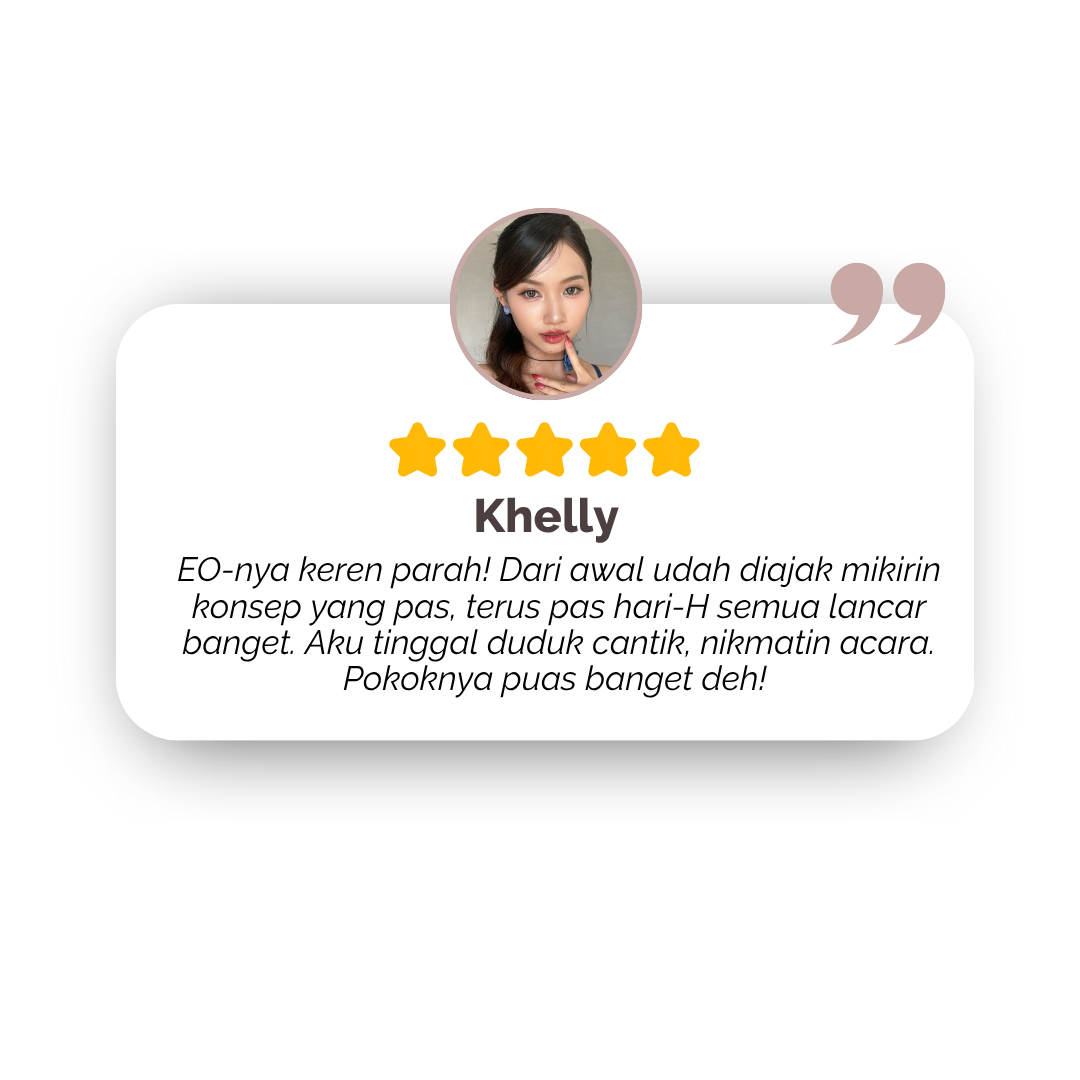 ”
Khelly
EO-nya keren parah! Dari awal udah diajak mikirin
konsep yang pas, terus pas hari-H semua lancar
banget. Aku tinggal duduk cantik, nikmatin acara.
Pokoknya puas banget deh!